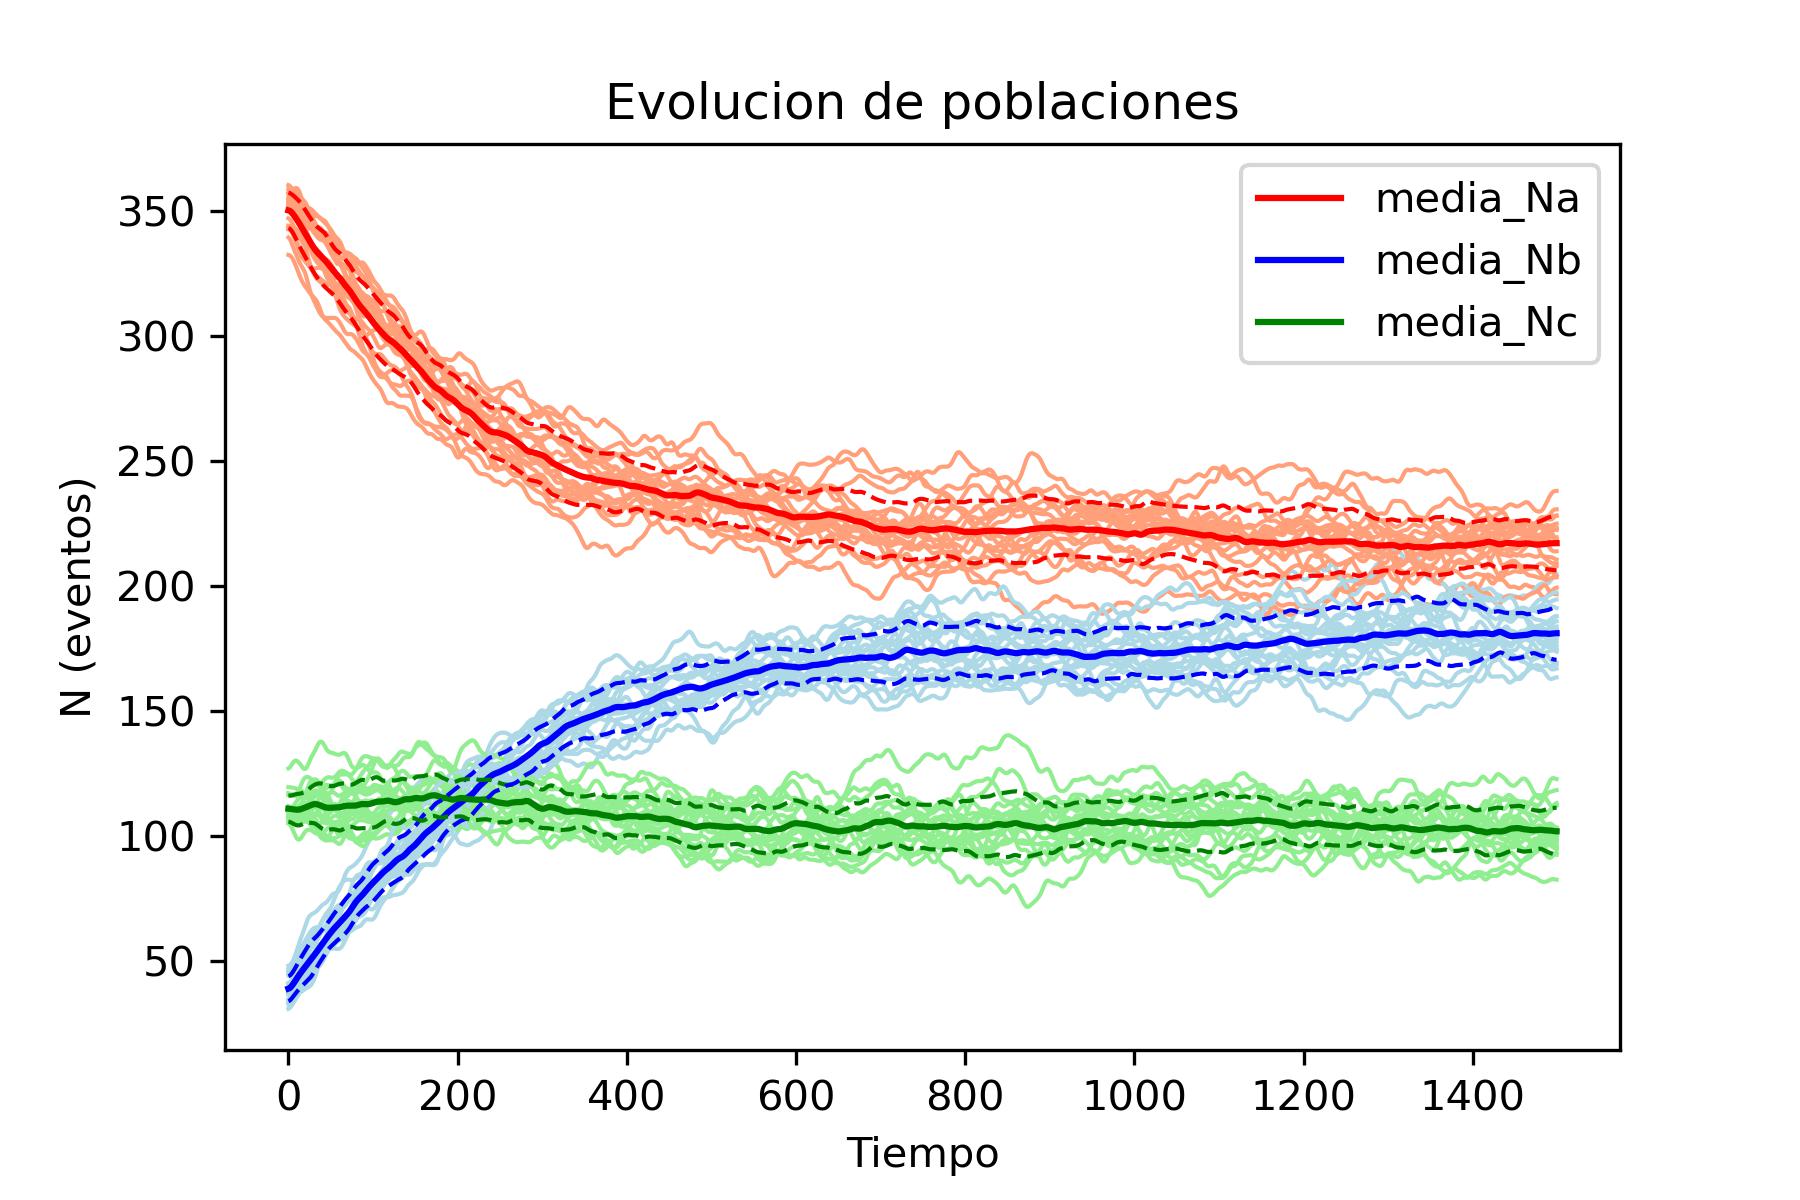 Evolucion de poblaciones
media_Na
media_Nb
media_Nc
N (eventos)
350
300
250
200
150
100
50
0 200 400 600 800 1000 1200 1400
Tiempo